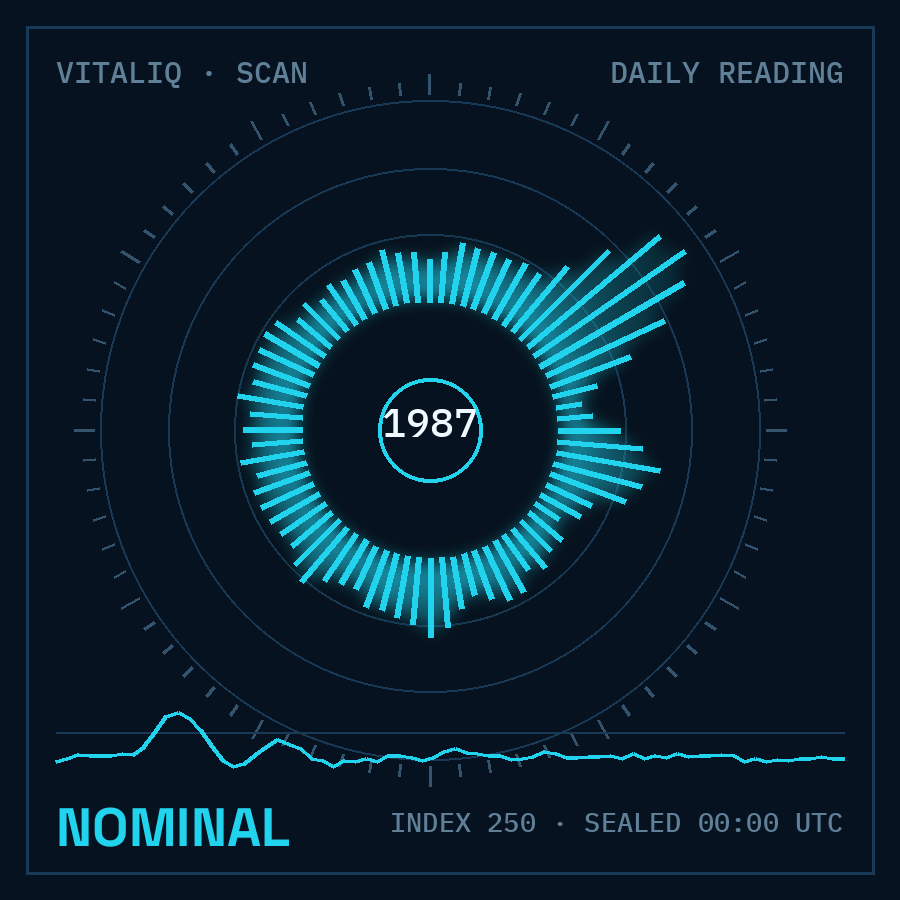 VITALIQ · SCAN
DAILY READING
1987
NOMINAL
INDEX 250 · SEALED 00:00 UTC